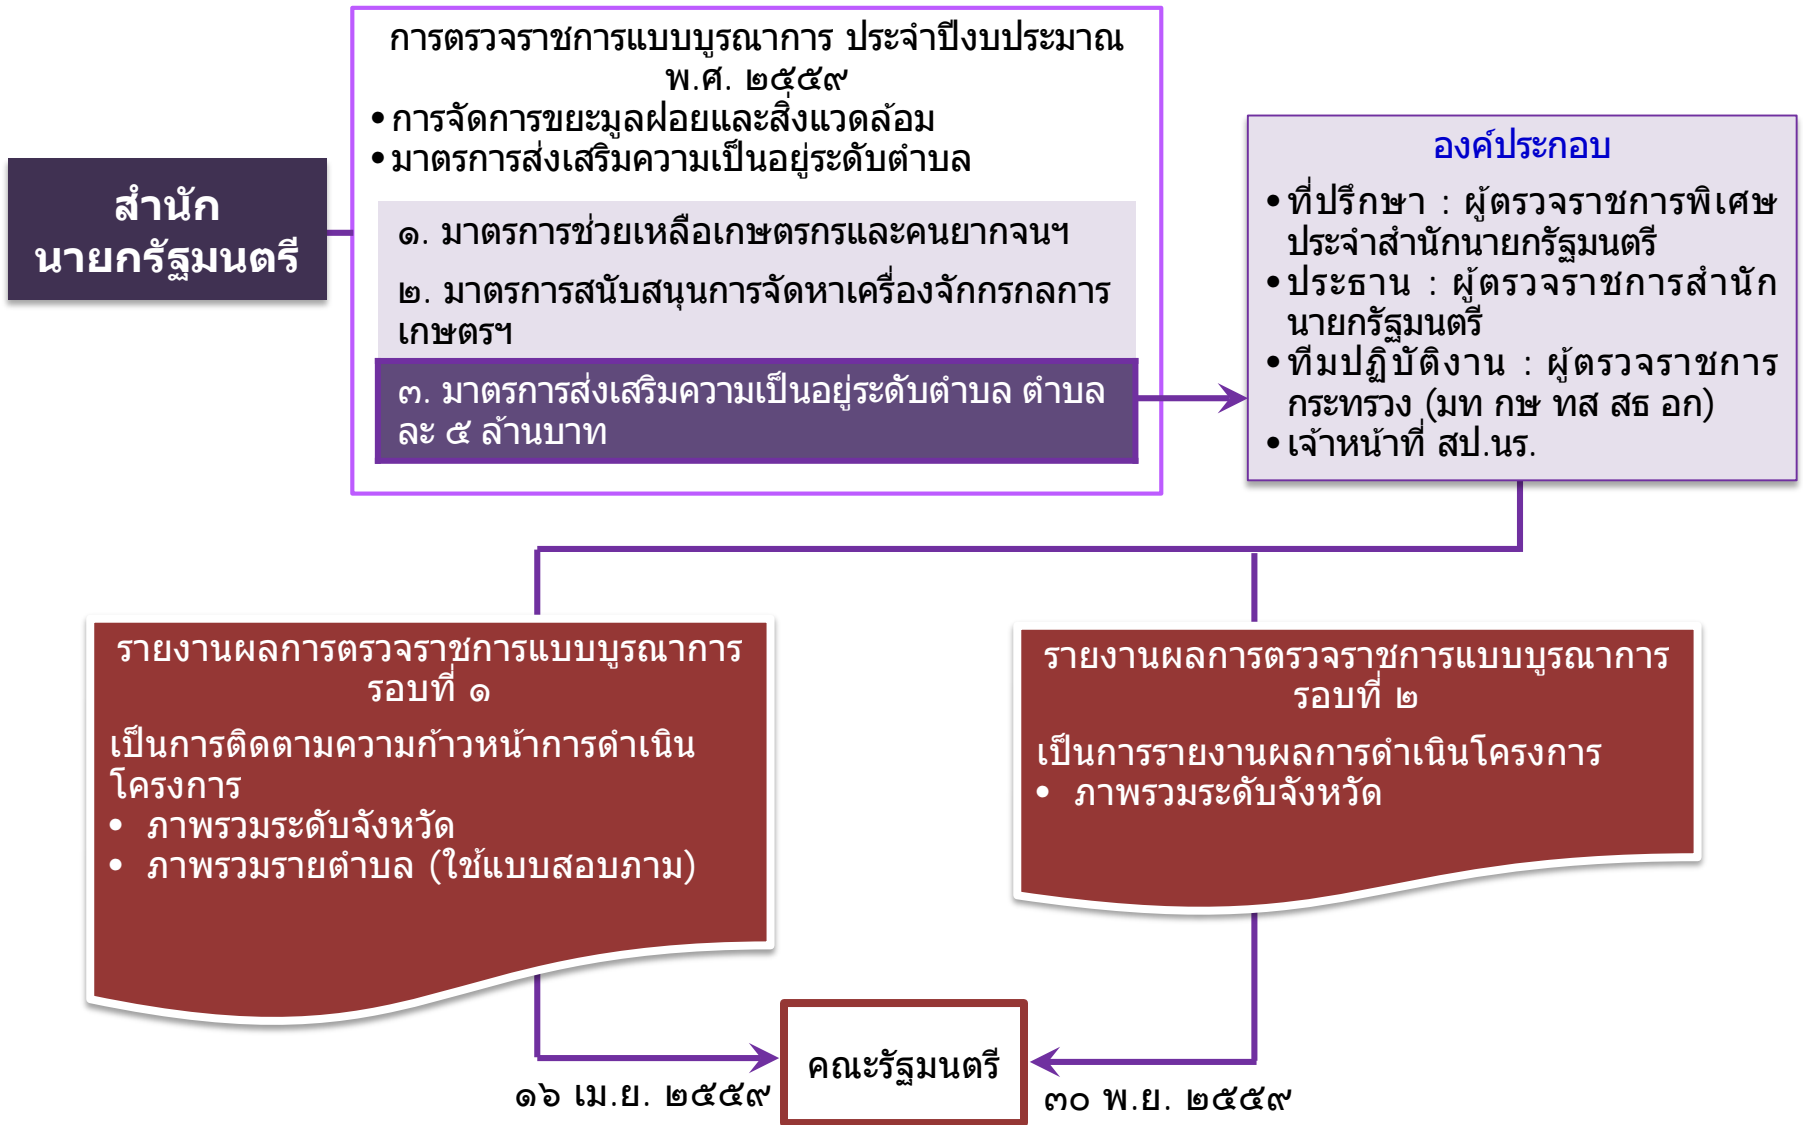 การตรวจราชการแบบบูรณาการ ประจำปีงบประมาณ
พ.ศ. ๒๕๕๙
•การจัดการขยะมูลฝอยและสิ่งแวดล้อม
•มาตรการส่งเสริมความเป็นอยู่ระดับตำบล
สำนัก
นายกรัฐมนตรี
๑. มาตรการช่วยเหลือเกษตรกรและคนยากจนฯ
๒. มาตรการสนับสนุนการจัดหาเครื่องจักกรกลการ
เกษตรฯ
๓. มาตรการส่งเสริมความเป็นอยู่ระดับตำบล ตำบล
ละ ๕ ล้านบาท
องค์ประกอบ
•ที่ปรึกษา : ผู้ตรวจราชการพิเศษ
ประจำสำนักนายกรัฐมนตรี
•ประธาน : ผู้ตรวจราชการสำนัก
นายกรัฐมนตรี
•ทีมปฏิบัติงาน : ผู้ตรวจราชการ
กระทรวง (มท กษ ทส สธ อก)
•เจ้าหน้าที่ สป.นร.
รายงานผลการตรวจราชการแบบบูรณาการ
รอบที่ ๑
เป็นการติดตามความก้าวหน้าการดำเนิน
โครงการ
• ภาพรวมระดับจังหวัด
• ภาพรวมรายตำบล (ใช้แบบสอบภาม)
รายงานผลการตรวจราชการแบบบูรณาการ
รอบที่ ๒
เป็นการรายงานผลการดำเนินโครงการ
• ภาพรวมระดับจังหวัด
คณะรัฐมนตรี
๑๖ เม.ย. ๒๕๕๙
๓๐ พ.ย. ๒๕๕๙